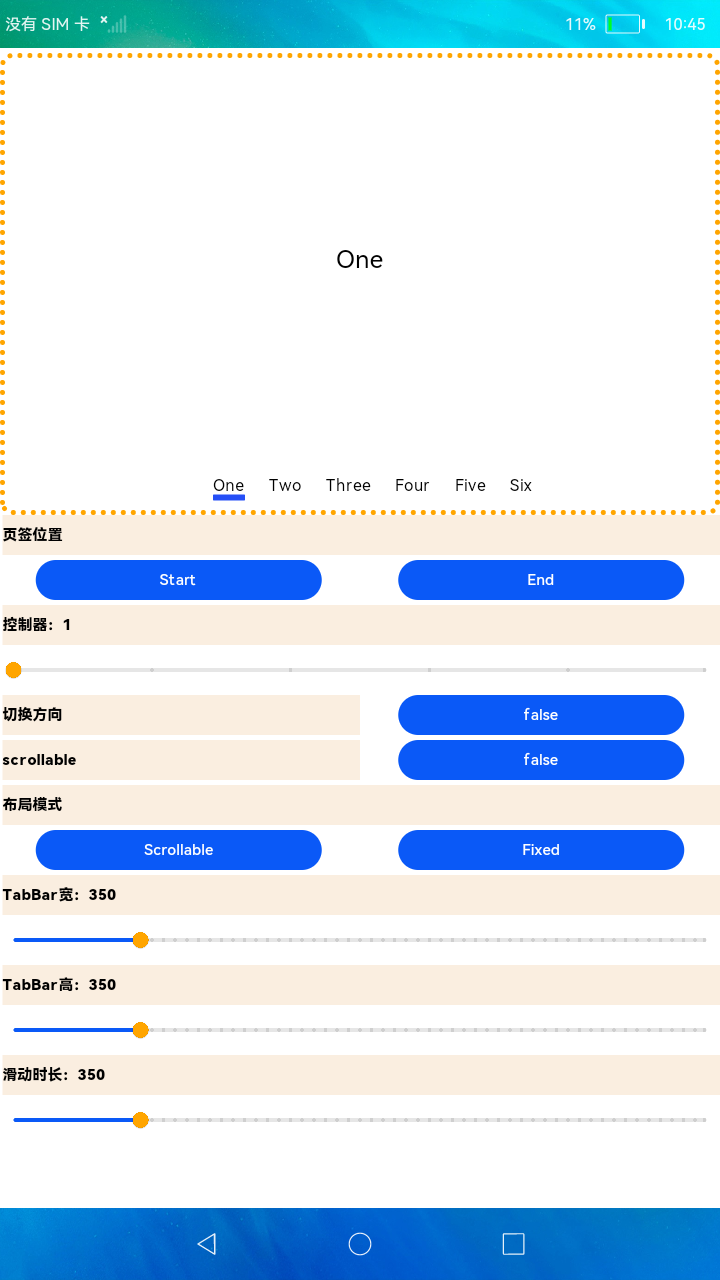 没有 SIM 卡 11% 10:45
One
One Two Three Four Five Six
页签位置
Start End
控制器：1
切换方向 false
scrollable false
布局模式
Scrollable Fixed
TabBar宽：350
TabBar高：350
滑动时长：350